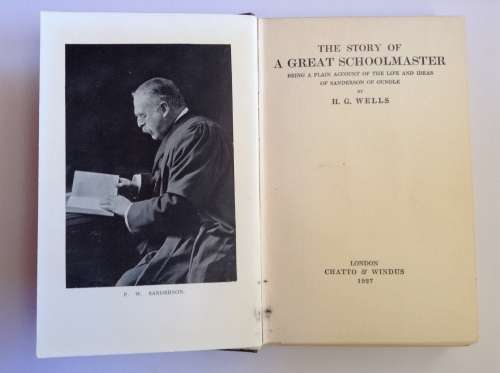 F. W. SANDERSON.
THE STORY OF
A GREAT SCHOOLMASTER
BEING A PLAIN ACCOUNT OF THE LIFE AND IDEAS
OF SANDERSON OF OUNDLE
BY
H. G. WELLS
LONDON
CHATTO & WINDUS
1927